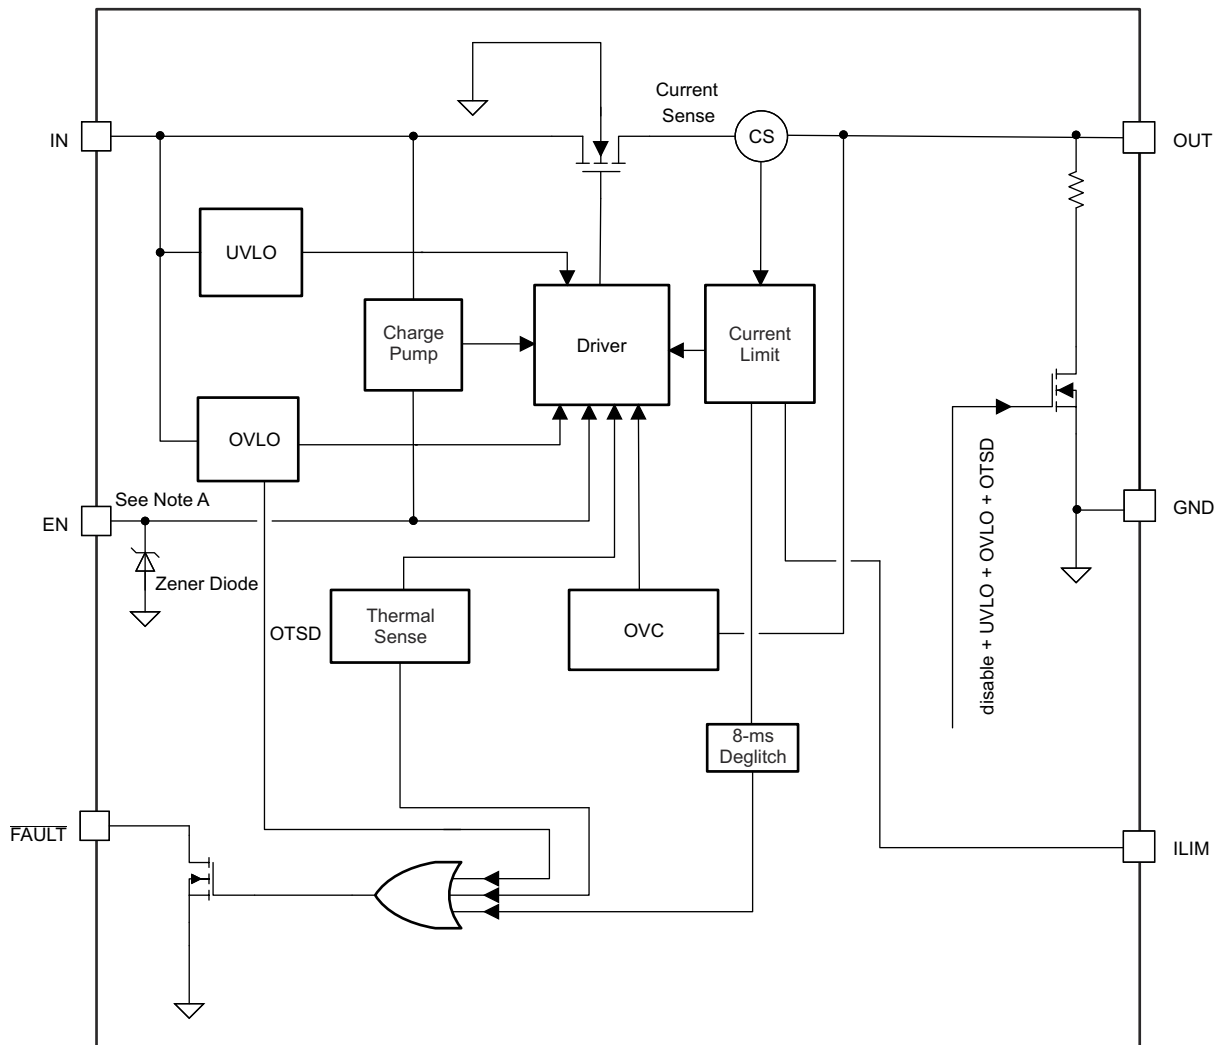 Current
Sense
IN
CS
OUT
UVLO
Charge
Pump
Driver
Current
Limit
OVLO
disable + UVLO + OVLO + OTSD
See Note A
EN
GND
Zener Diode
OTSD
Thermal
Sense
OVC
8-ms
Deglitch
FAULT
ILIM